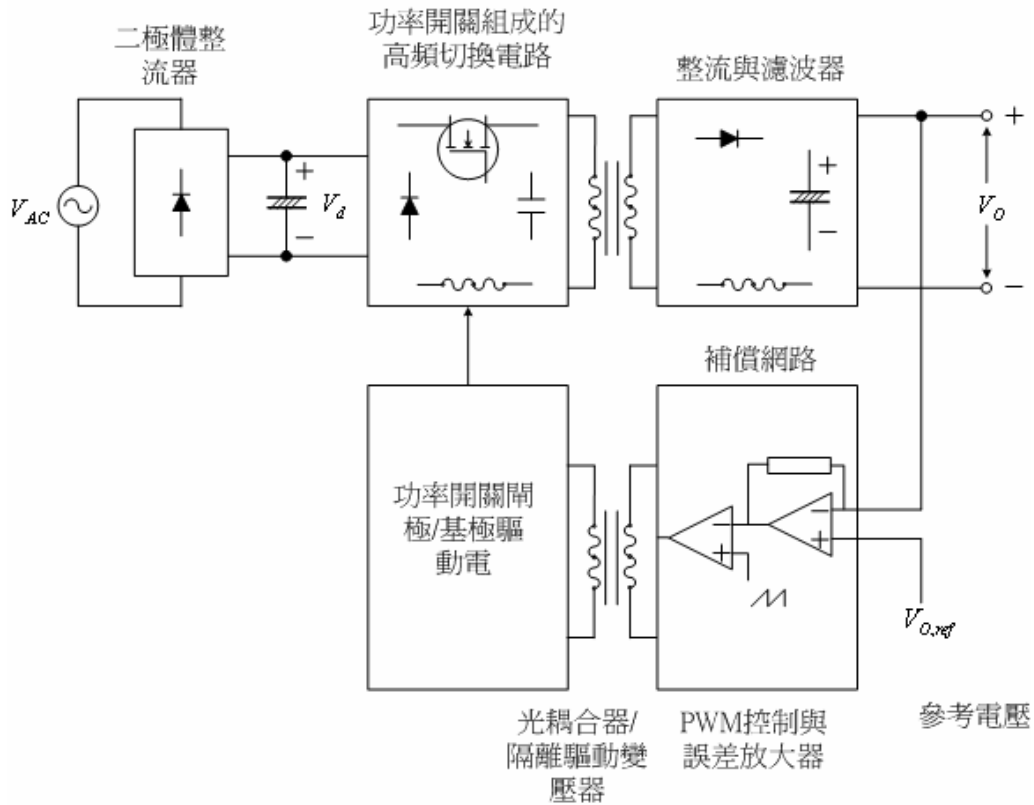 二極體整
流器
功率開關組成的
高頻切換電路
整流與濾波器
V_AC
+
V_d
−
+
−
+
V_O
−
補償網路
功率開關閘
極/基極驅
動電
−
+
−
+
V_O,ref
光耦合器/
隔離驅動變
壓器
PWM控制與
誤差放大器
參考電壓